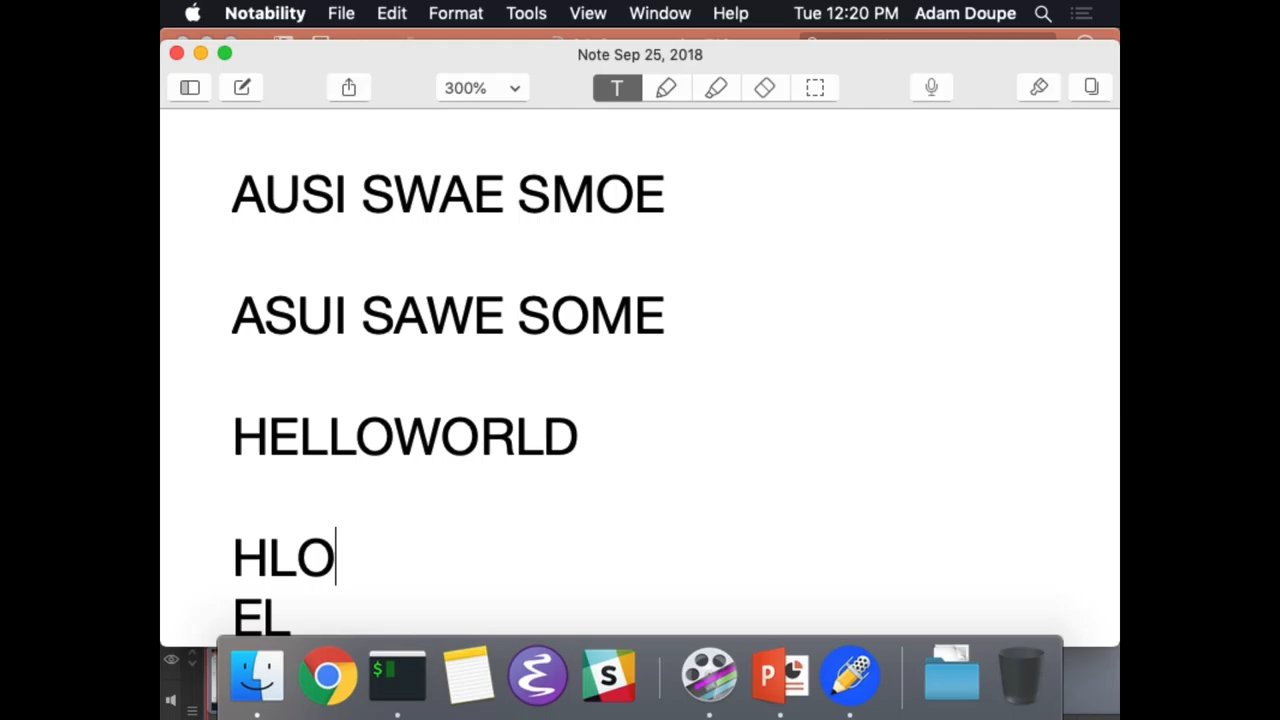 Notability File Edit Format Tools View Window Help Tue 12:20 PM Adam Doupe
Note Sep 25, 2018
300% T
AUSI SWAE SMOE
ASUI SAWE SOME
HELLOWORLD
HLO
EL
$ S P